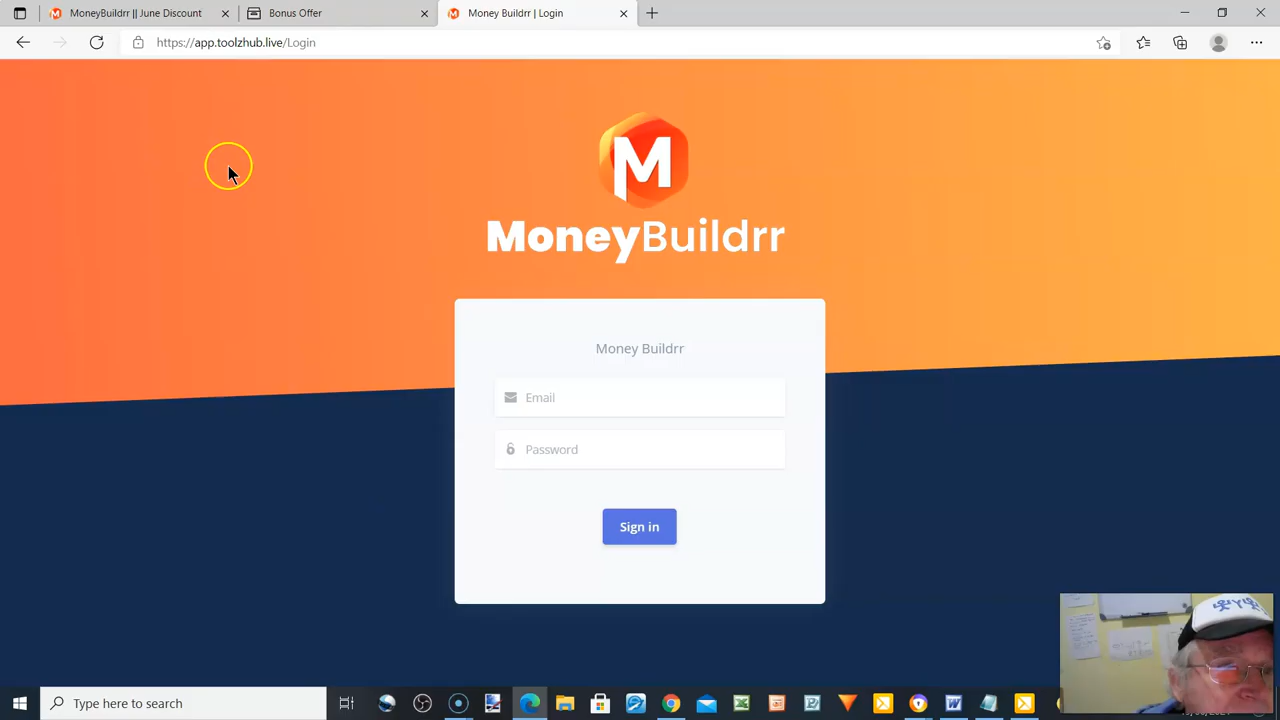 MoneyBuildrr || June Discount
Bonus Offer
Money Buildrr | Login
https://app.toolzhub.live/Login
M
MoneyBuildrr
Money Buildrr
Email
Password
Sign in
Type here to search